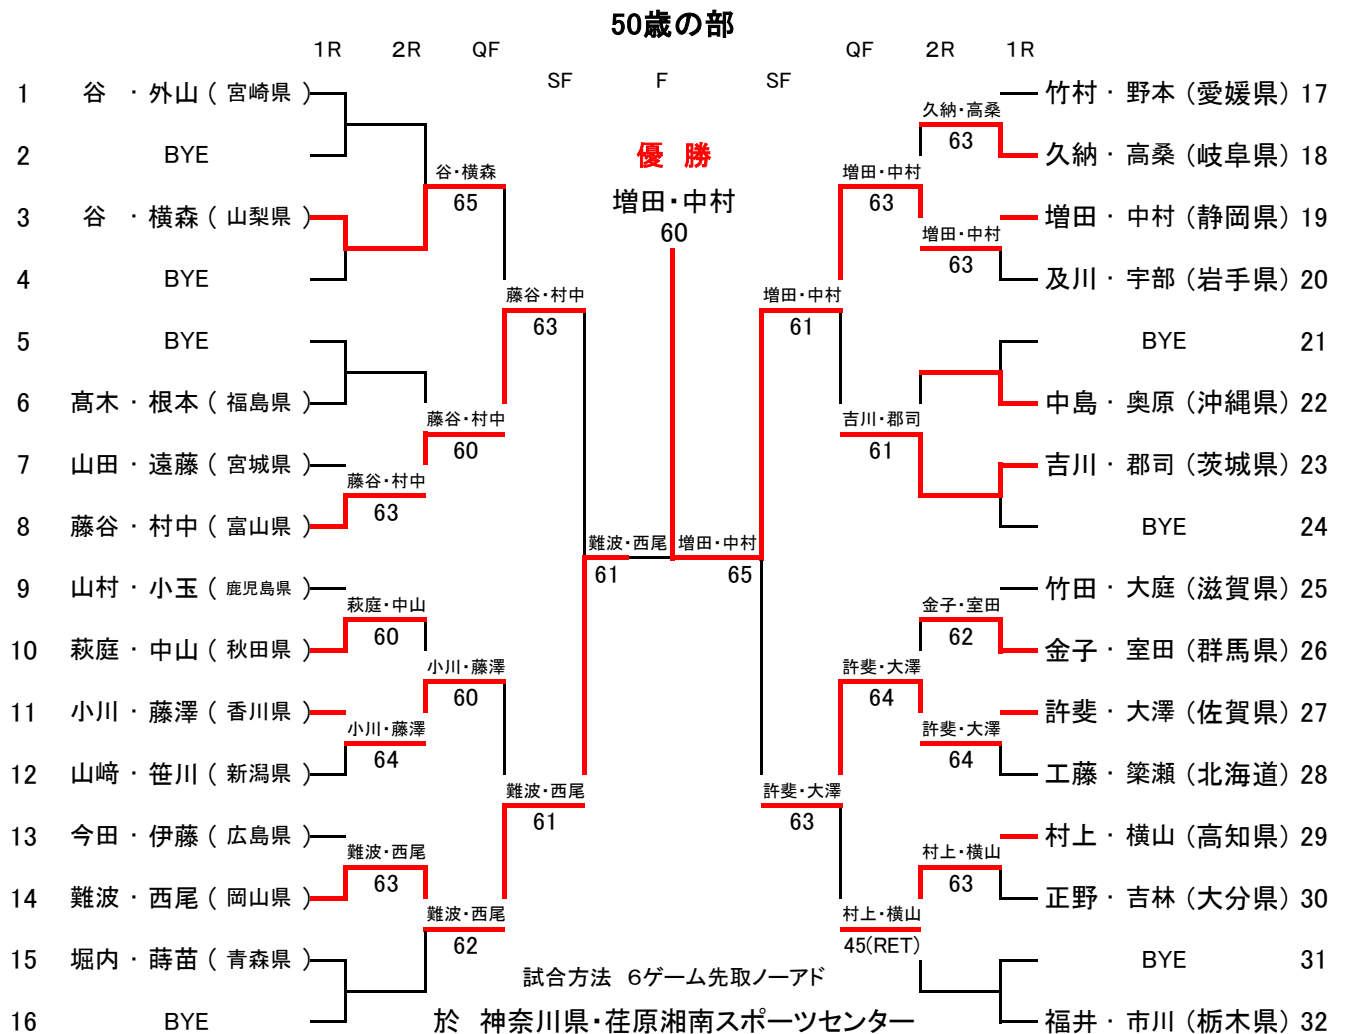 50歳の部
1R 2R QF SF F SF QF 2R 1R
1 谷 ・ 外山 ( 宮崎県 )
2 BYE
3 谷 ・ 横森 ( 山梨県 )
4 BYE
5 BYE
6 髙木 ・ 根本 ( 福島県 )
7 山田 ・ 遠藤 ( 宮城県 )
8 藤谷 ・ 村中 ( 富山県 )
9 山村 ・ 小玉 ( 鹿児島県 )
10 萩庭 ・ 中山 ( 秋田県 )
11 小川 ・ 藤澤 ( 香川県 )
12 山﨑 ・ 笹川 ( 新潟県 )
13 今田 ・ 伊藤 ( 広島県 )
14 難波 ・ 西尾 ( 岡山県 )
15 堀内 ・ 蒔苗 ( 青森県 )
16 BYE
藤谷・村中
63
萩庭・中山
60
小川・藤澤
64
難波・西尾
63
谷・横森
65
藤谷・村中
60
小川・藤澤
60
難波・西尾
62
藤谷・村中
63
難波・西尾
61
難波・西尾
61
優 勝
増田・中村
60
増田・中村
65
増田・中村
61
許斐・大澤
63
増田・中村
63
吉川・郡司
61
許斐・大澤
64
村上・横山
45(RET)
久納・高桑
63
増田・中村
63
金子・室田
62
許斐・大澤
64
村上・横山
63
竹村 ・ 野本 (愛媛県) 17
久納 ・ 高桑 (岐阜県) 18
増田 ・ 中村 (静岡県) 19
及川 ・ 宇部 (岩手県) 20
BYE 21
中島 ・ 奥原 (沖縄県) 22
吉川 ・ 郡司 (茨城県) 23
BYE 24
竹田 ・ 大庭 (滋賀県) 25
金子 ・ 室田 (群馬県) 26
許斐 ・ 大澤 (佐賀県) 27
工藤 ・ 簗瀬 (北海道) 28
村上 ・ 横山 (高知県) 29
正野 ・ 吉林 (大分県) 30
BYE 31
福井 ・ 市川 (栃木県) 32
試合方法 6ゲーム先取ノーアド
於 神奈川県・荏原湘南スポーツセンター